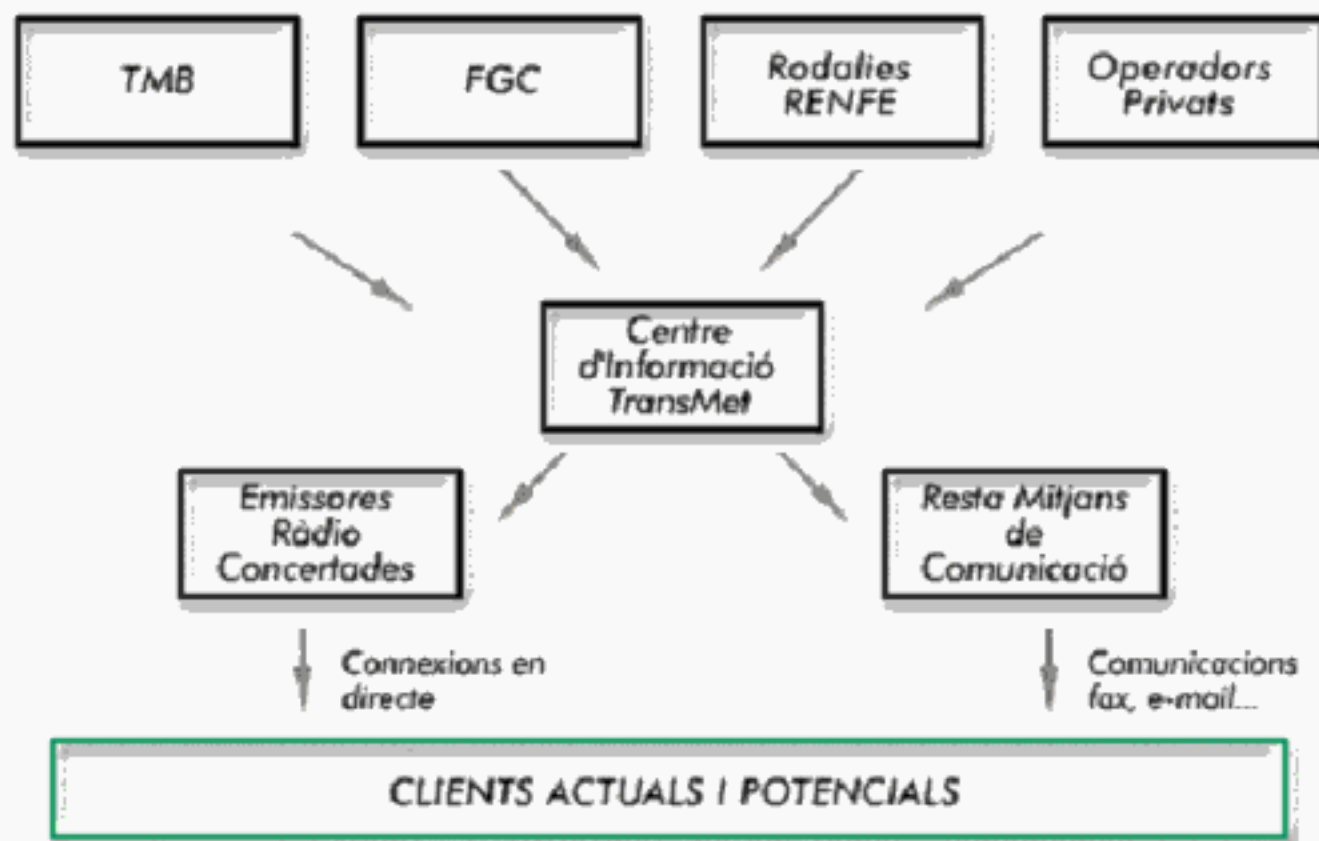 TMB
FGC
Rodalies
RENFE
Operadors
Privats
Centre
d'Informació
TransMet
Emissores
Ràdio
Concertades
Resta Mitjans
de
Comunicació
Connexions en
directe
Comunicacions
fax, e-mail...
CLIENTS ACTUALS I POTENCIALS